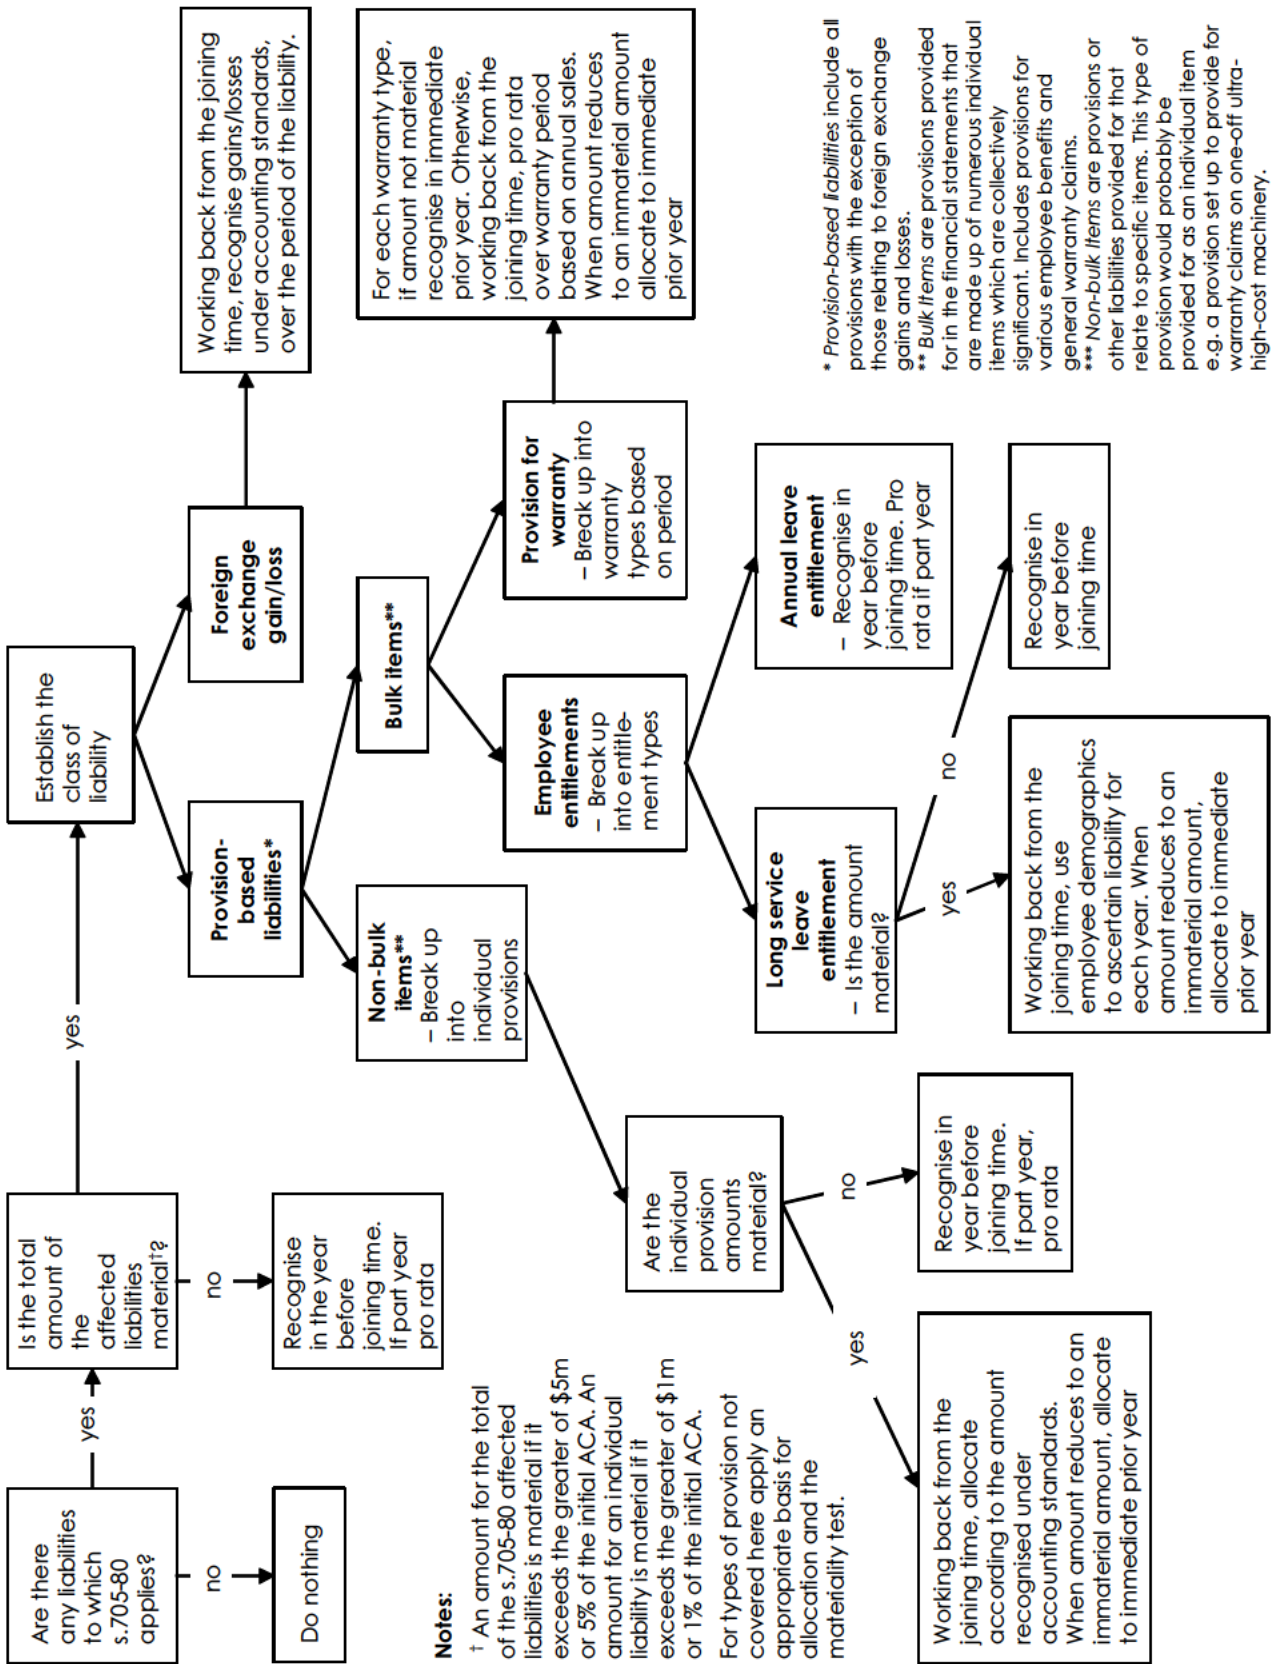 Are there
any liabilities
to which
s.705-80
applies?
yes
no
Do nothing
Is the total
amount of
the
affected
liabilities
material†?
yes
no
Recognise
in the year
before
joining time.
If part year
pro rata
Establish the
class of
liability
Provision-
based
liabilities*
Foreign
exchange
gain/loss
Working back from the joining
time, recognise gains/losses
under accounting standards,
over the period of the liability.
Non-bulk
items**
– Break up
into
individual
provisions
Bulk items**
Employee
entitlements
– Break up
into entitle-
ment types
Provision for
warranty
– Break up into
warranty
types based
on period
For each warranty type,
if amount not material
recognise in immediate
prior year. Otherwise,
working back from the
joining time, pro rata
over warranty period
based on annual sales.
When amount reduces
to an immaterial amount
allocate to immediate
prior year
Are the
individual
provision
amounts
material?
yes
no
Working back from the
joining time, allocate
according to the amount
recognised under
accounting standards.
When amount reduces to an
immaterial amount, allocate
to immediate prior year
Recognise in
year before
joining time.
If part year,
pro rata
Long service
leave
entitlement
– Is the amount
material?
yes
no
Working back from the
joining time, use
employee demographics
to ascertain liability for
each year. When
amount reduces to an
immaterial amount,
allocate to immediate
prior year
Recognise in
year before
joining time
Annual leave
entitlement
– Recognise in
year before
joining time. Pro
rata if part year
Notes:
† An amount for the total
of the s.705-80 affected
liabilities is material if it
exceeds the greater of $5m
or 5% of the initial ACA. An
amount for an individual
liability is material if it
exceeds the greater of $1m
or 1% of the initial ACA.
For types of provision not
covered here apply an
appropriate basis for
allocation and the
materiality test.
* Provision-based liabilities include all
provisions with the exception of
those relating to foreign exchange
gains and losses.
** Bulk items are provisions provided
for in the financial statements that
are made up of numerous individual
items which are collectively
significant. Includes provisions for
various employee benefits and
general warranty claims.
*** Non-bulk items are provisions or
other liabilities provided for that
relate to specific items. This type of
provision would probably be
provided for as an individual item
e.g. a provision set up to provide for
warranty claims on one-off ultra-
high-cost machinery.